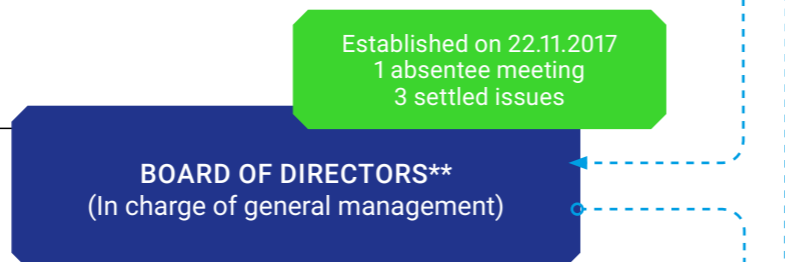 Established on 22.11.2017
1 absentee meeting
3 settled issues
BOARD OF DIRECTORS**
(In charge of general management)